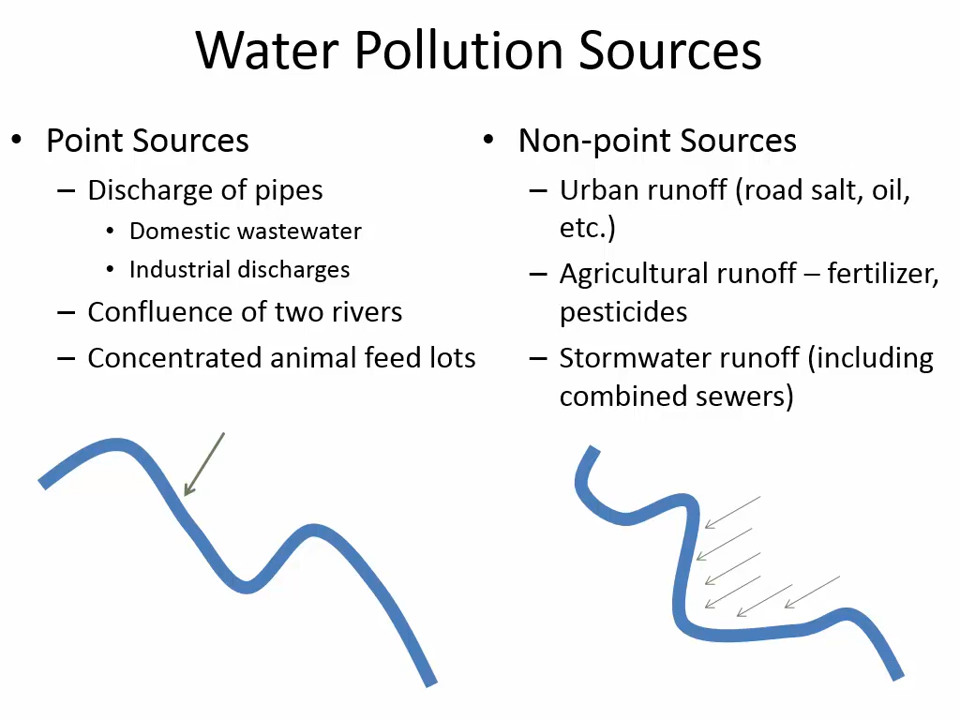 Water Pollution Sources
• Point Sources
– Discharge of pipes
• Domestic wastewater
• Industrial discharges
– Confluence of two rivers
– Concentrated animal feed lots
• Non-point Sources
– Urban runoff (road salt, oil,
etc.)
– Agricultural runoff – fertilizer,
pesticides
– Stormwater runoff (including
combined sewers)